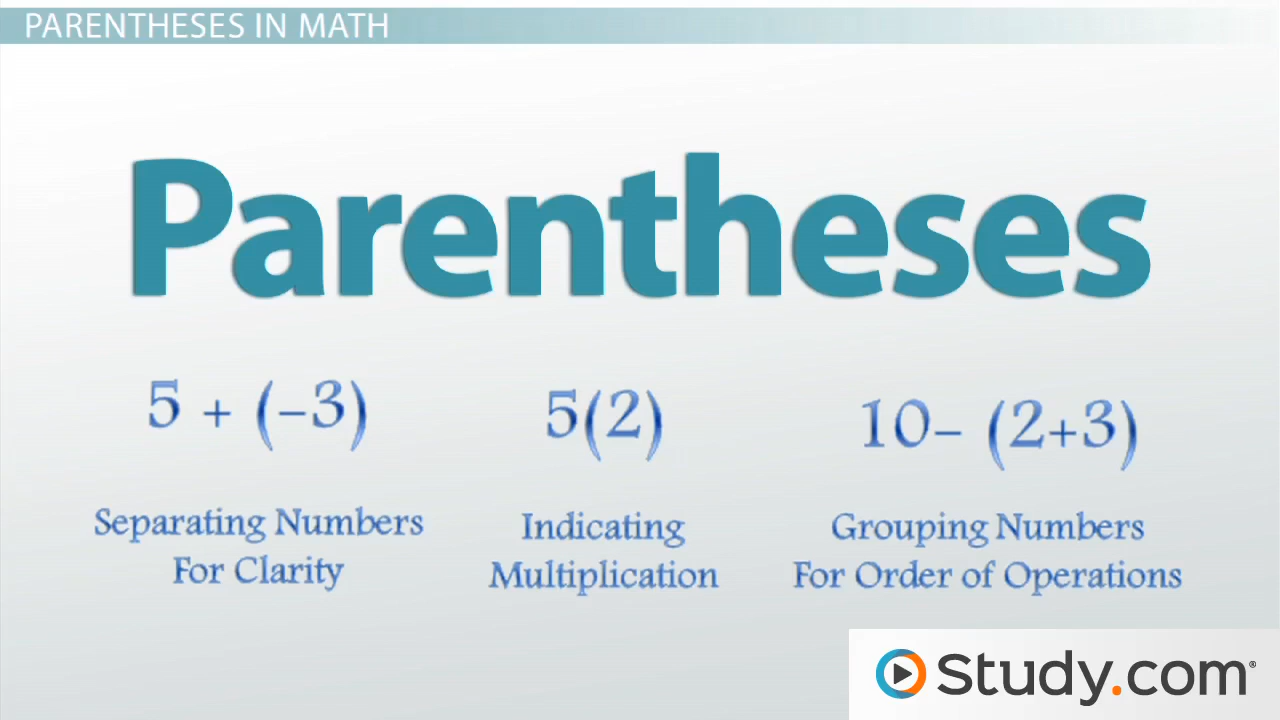 PARENTHESES IN MATH
Parentheses
5 + (-3)
Separating Numbers
For Clarity
5(2)
Indicating
Multiplication
10- (2+3)
Grouping Numbers
For Order of Operations
Study.com®